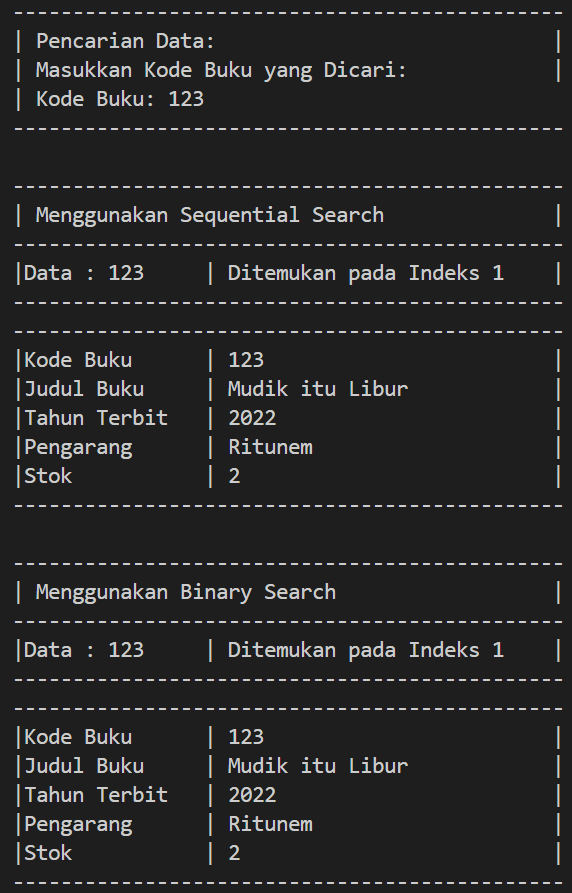 ----------------------------------------------
| Pencarian Data:                            |
| Masukkan Kode Buku yang Dicari:            |
| Kode Buku: 123
----------------------------------------------
----------------------------------------------
| Menggunakan Sequential Search              |
----------------------------------------------
|Data : 123     | Ditemukan pada Indeks 1    |
----------------------------------------------
----------------------------------------------
|Kode Buku      | 123                        |
|Judul Buku     | Mudik itu Libur            |
|Tahun Terbit   | 2022                       |
|Pengarang      | Ritunem                    |
|Stok           | 2                          |
----------------------------------------------
----------------------------------------------
| Menggunakan Binary Search                  |
----------------------------------------------
|Data : 123     | Ditemukan pada Indeks 1    |
----------------------------------------------
----------------------------------------------
|Kode Buku      | 123                        |
|Judul Buku     | Mudik itu Libur            |
|Tahun Terbit   | 2022                       |
|Pengarang      | Ritunem                    |
|Stok           | 2                          |
----------------------------------------------